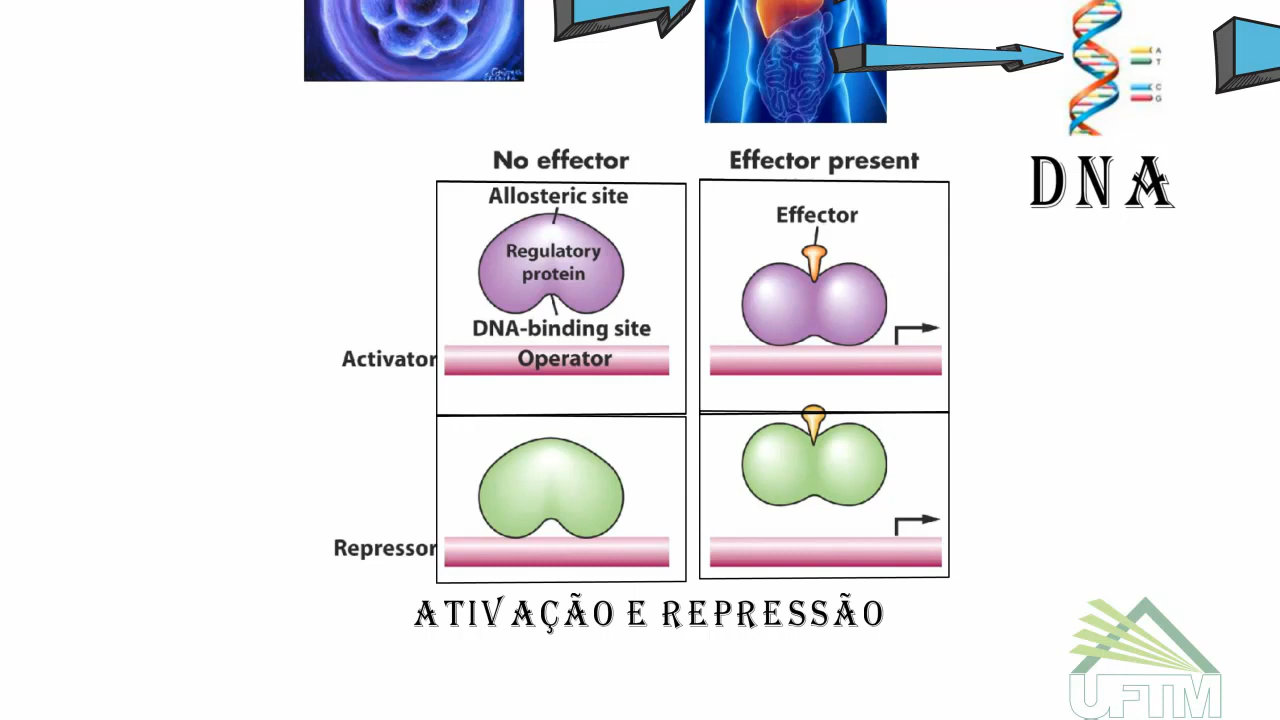 A
T
C
G
DNA
No effector
Effector present
Allosteric site
Regulatory
protein
DNA-binding site
Operator
Activator
Effector
Repressor
ATIVAÇÃO E REPRESSÃO
UFTM